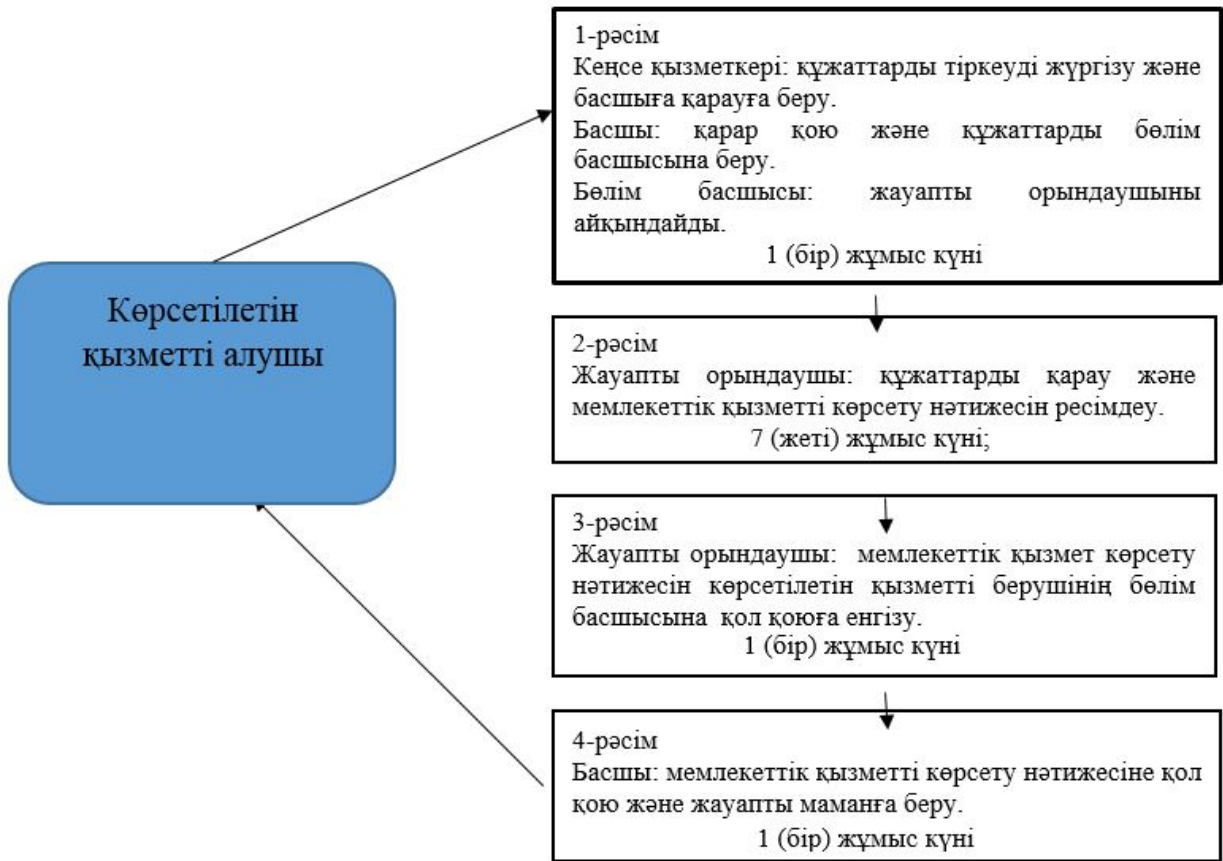 Көрсетілетін
қызметті алушы
1-рәсім
Кеңсе қызметкері: құжаттарды тіркеуді жүргізу және
басшыға қарауға беру.
Басшы: қарар қою және құжаттарды бөлім
басшысына беру.
Бөлім басшысы: жауапты орындаушыны
айқындайды.
1 (бір) жұмыс күні
2-рәсім
Жауапты орындаушы: құжаттарды қарау және
мемлекеттік қызметті көрсету нәтижесін ресімдеу.
7 (жеті) жұмыс күні;
3-рәсім
Жауапты орындаушы: мемлекеттік қызмет көрсету
нәтижесін көрсетілетін қызметті берушінің бөлім
басшысына қол қоюға енгізу.
1 (бір) жұмыс күні
4-рәсім
Басшы: мемлекеттік қызметті көрсету нәтижесіне қол
қою және жауапты маманға беру.
1 (бір) жұмыс күні